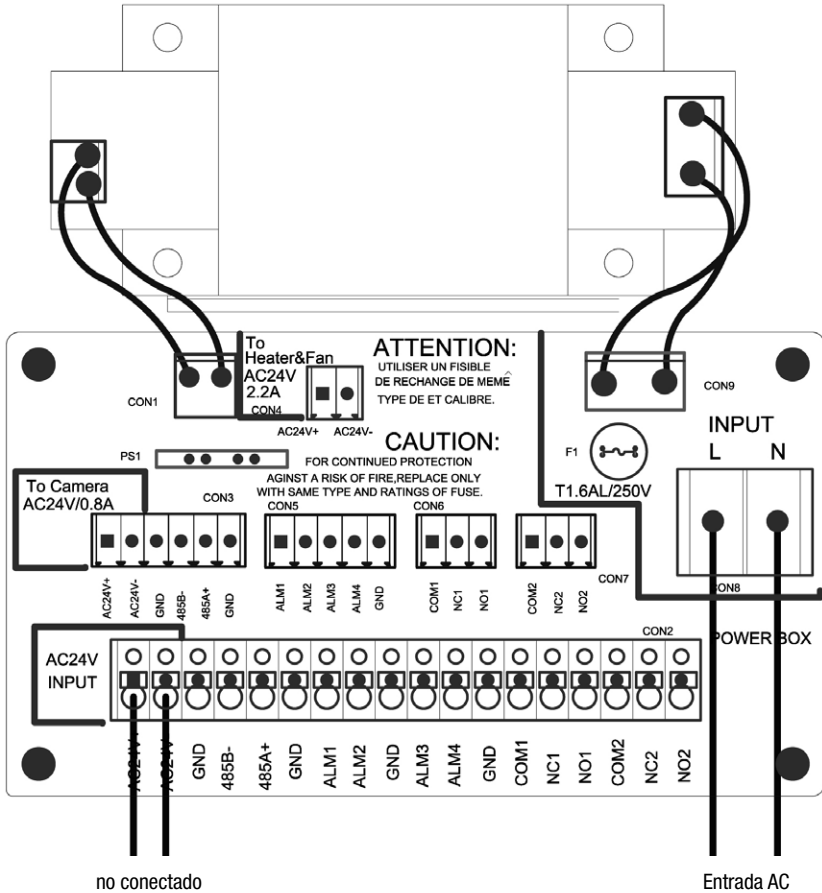 To
Heater&Fan
AC24V
2.2A
CON4
AC24V+ AC24V-
ATTENTION:
UTILISER UN FISIBLE
DE RECHANGE DE MEMÊ
TYPE DE ET CALIBRE.
CON1
CON9
PS1
CAUTION:
FOR CONTINUED PROTECTION
AGINST A RISK OF FIRE,REPLACE ONLY
WITH SAME TYPE AND RATINGS OF FUSE.
F1
T1.6AL/250V
INPUT
L N
To Camera
AC24V/0.8A
CON3
CON5
CON6
CON7
CON8
AC24V+
AC24V-
GND
485B-
485A+
GND
ALM1
ALM2
ALM3
ALM4
GND
COM1
NC1
NO1
COM2
NC2
NO2
POWER BOX
CON2
AC24V
INPUT
AC24V+
AC24V-
GND
485B-
485A+
GND
ALM1
ALM2
GND
ALM3
ALM4
GND
COM1
NC1
NO1
COM2
NC2
NO2
no conectado
Entrada AC